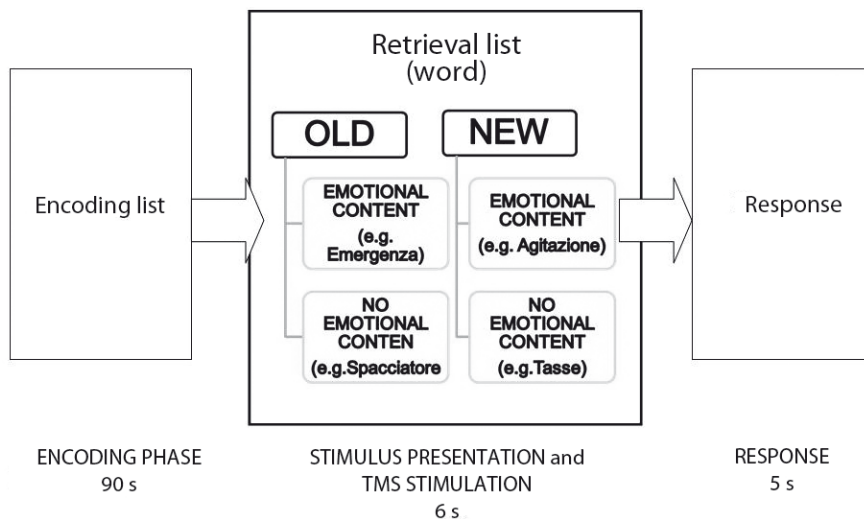 Retrieval list
(word)
OLD
NEW
Encoding list
EMOTIONAL
CONTENT
(e.g.
Emergenza)
EMOTIONAL
CONTENT
(e.g. Agitazione)
Response
NO
EMOTIONAL
CONTEN
(e.g.Spacciatore
NO
EMOTIONAL
CONTENT
(e.g.Tasse)
ENCODING PHASE
90 s
STIMULUS PRESENTATION and
TMS STIMULATION
6 s
RESPONSE
5 s